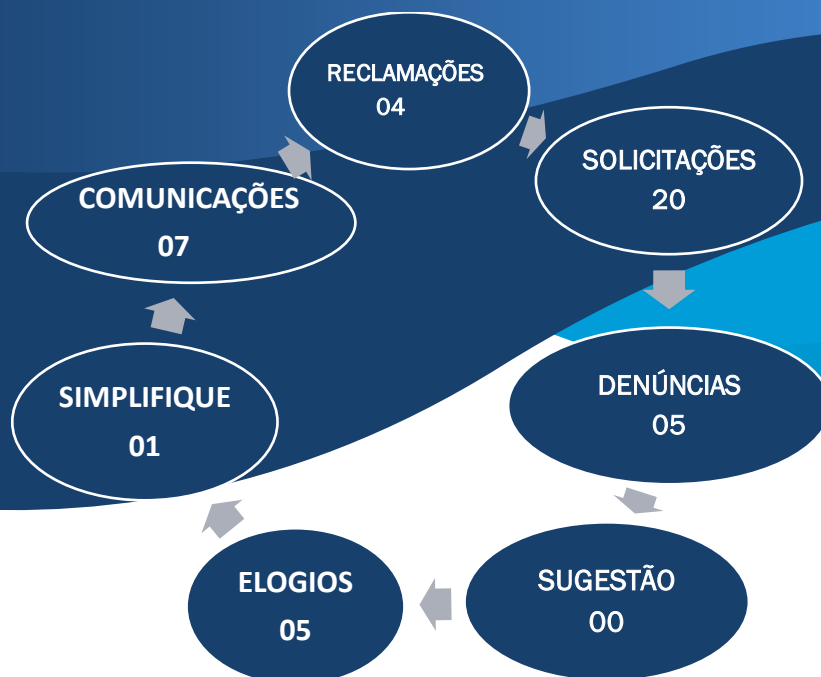 RECLAMAÇÕES
04
SOLICITAÇÕES
20
DENÚNCIAS
05
SUGESTÃO
00
ELOGIOS
05
SIMPLIFIQUE
01
COMUNICAÇÕES
07